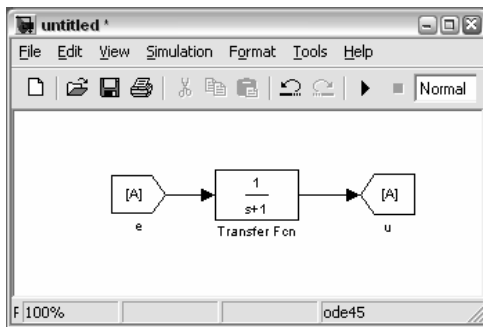 untitled *
File Edit View Simulation Format Tools Help
Normal
[A]
1
s+1
[A]
e
Transfer Fcn
u
F 100%
ode45